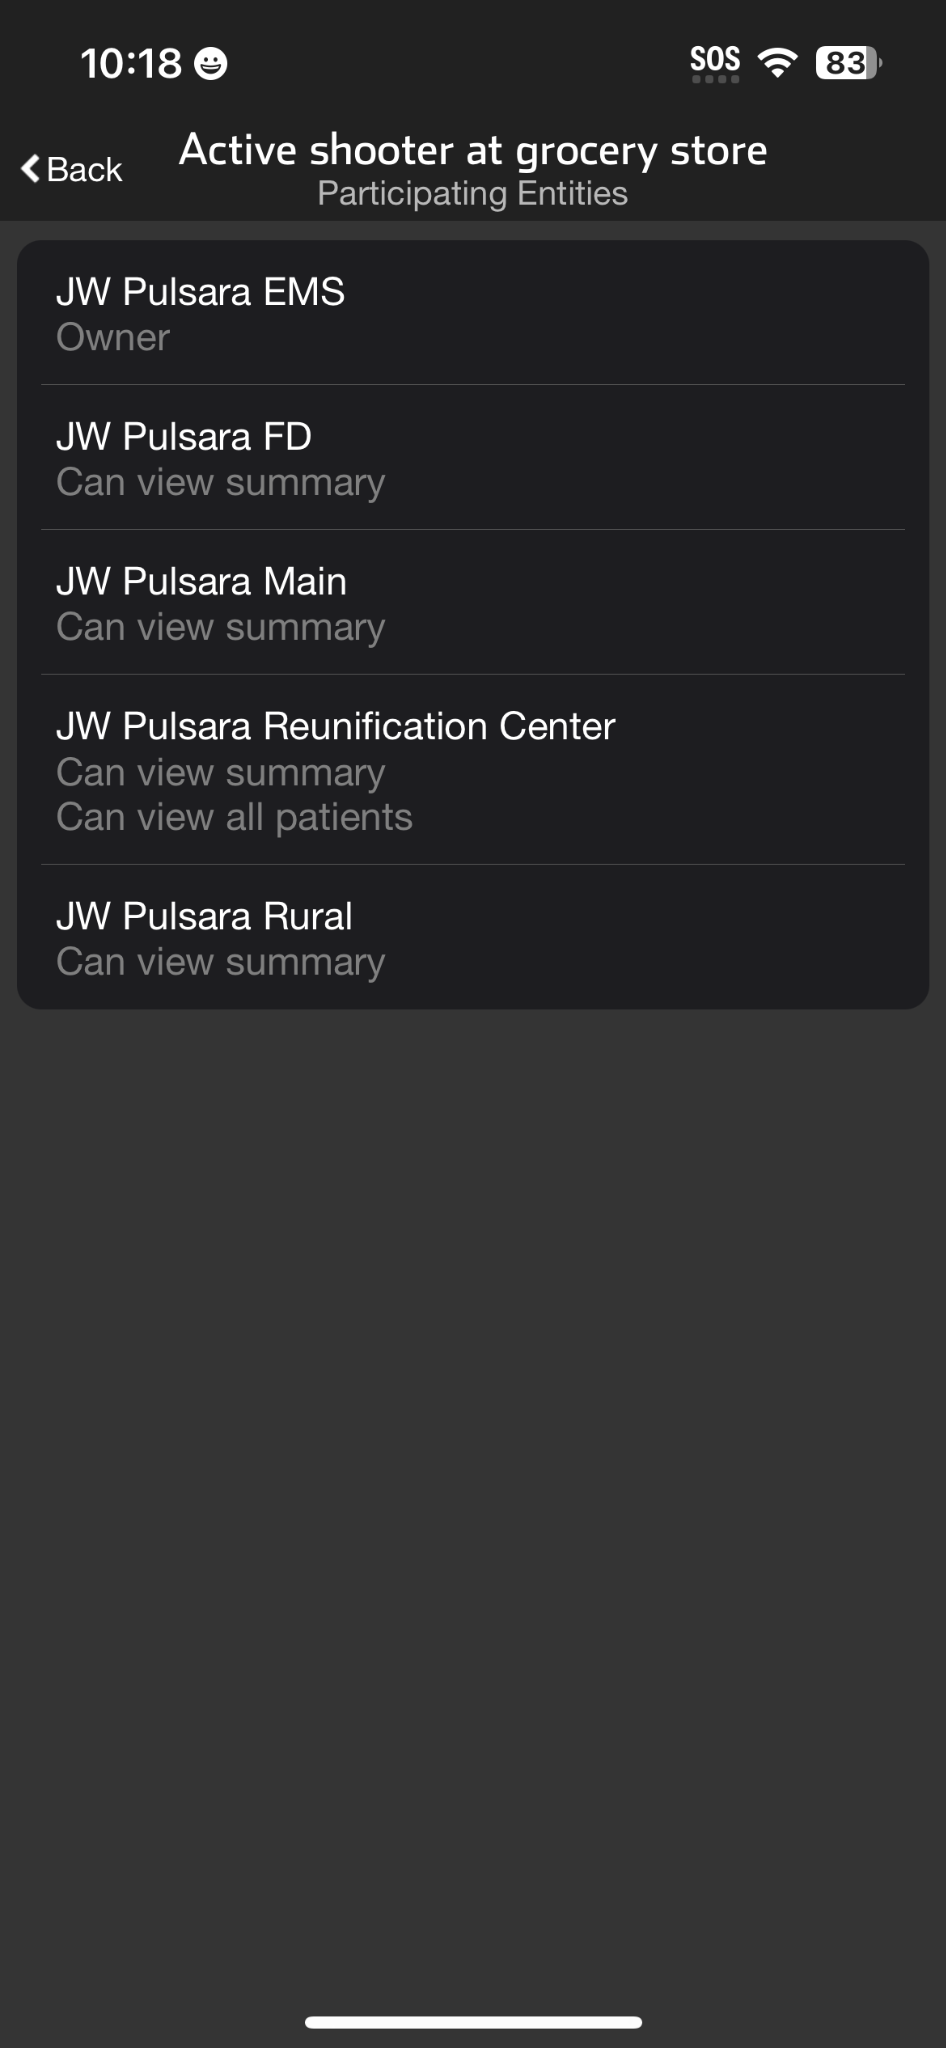 10:18
SOS
83
Back
Active shooter at grocery store
Participating Entities
JW Pulsara EMS
Owner
JW Pulsara FD
Can view summary
JW Pulsara Main
Can view summary
JW Pulsara Reunification Center
Can view summary
Can view all patients
JW Pulsara Rural
Can view summary